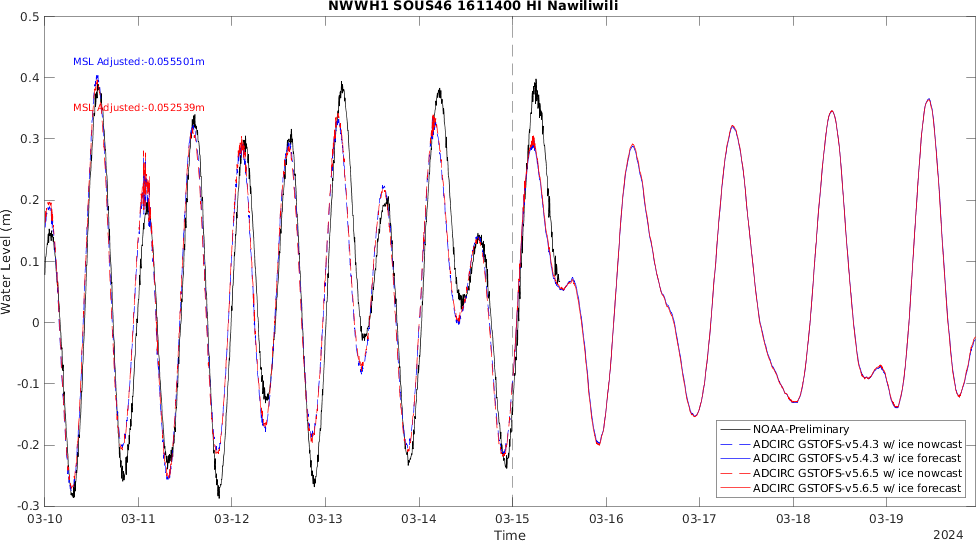 NWWH1 SOUS46 1611400 HI Nawiliwili
0.5
0.4
0.3
0.2
0.1
0
-0.1
-0.2
-0.3
Water Level (m)
MSL Adjusted:-0.055501m
MSL Adjusted:-0.052539m
NOAA-Preliminary
ADCIRC GSTOFS-v5.4.3 w/ ice nowcast
ADCIRC GSTOFS-v5.4.3 w/ ice forecast
ADCIRC GSTOFS-v5.6.5 w/ ice nowcast
ADCIRC GSTOFS-v5.6.5 w/ ice forecast
03-10 03-11 03-12 03-13 03-14 03-15 03-16 03-17 03-18 03-19
Time
2024